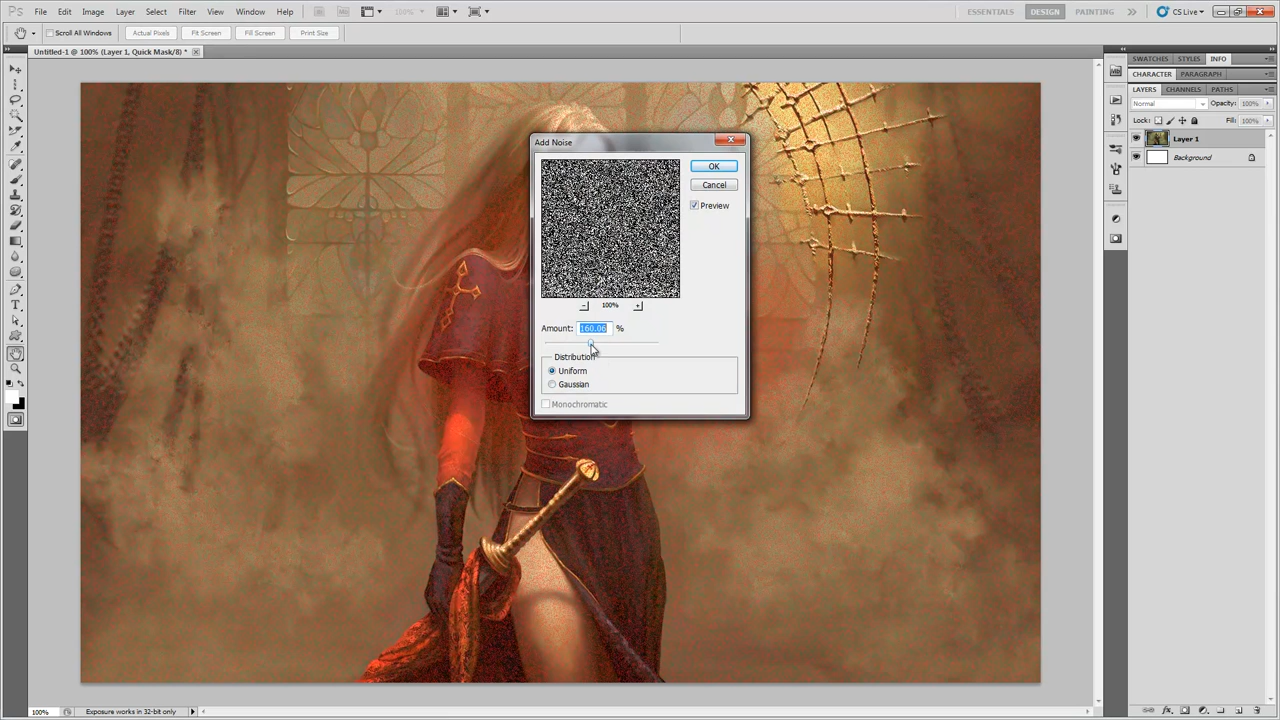 Ps File Edit Image Layer Select Filter View Window Help 100% ESSENTIALS DESIGN PAINTING CS Live
Scroll All Windows Actual Pixels Fit Screen Fill Screen Print Size
Untitled-1 @ 100% (Layer 1, Quick Mask/8) *
SWATCHES STYLES INFO
CHARACTER PARAGRAPH
LAYERS CHANNELS PATHS
Normal Opacity: 100%
Lock: Fill: 100%
Layer 1
Background
Add Noise
OK
Cancel
Preview
100%
Amount: 160.06 %
Distribution
Uniform
Gaussian
Monochromatic
100% Exposure works in 32-bit only